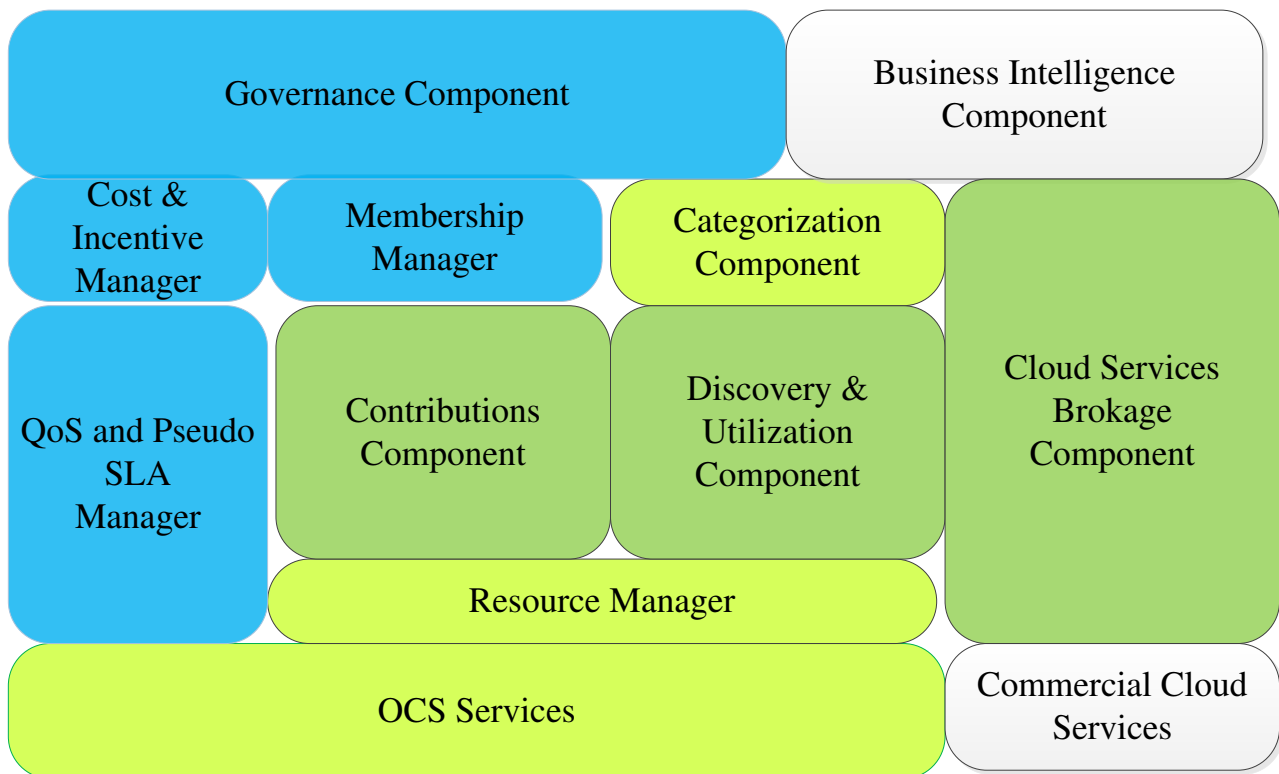 Governance Component
Business Intelligence
Component
Cost &
Incentive
Manager
Membership
Manager
Categorization
Component
QoS and Pseudo
SLA
Manager
Contributions
Component
Discovery &
Utilization
Component
Cloud Services
Brokage
Component
Resource Manager
OCS Services
Commercial Cloud
Services